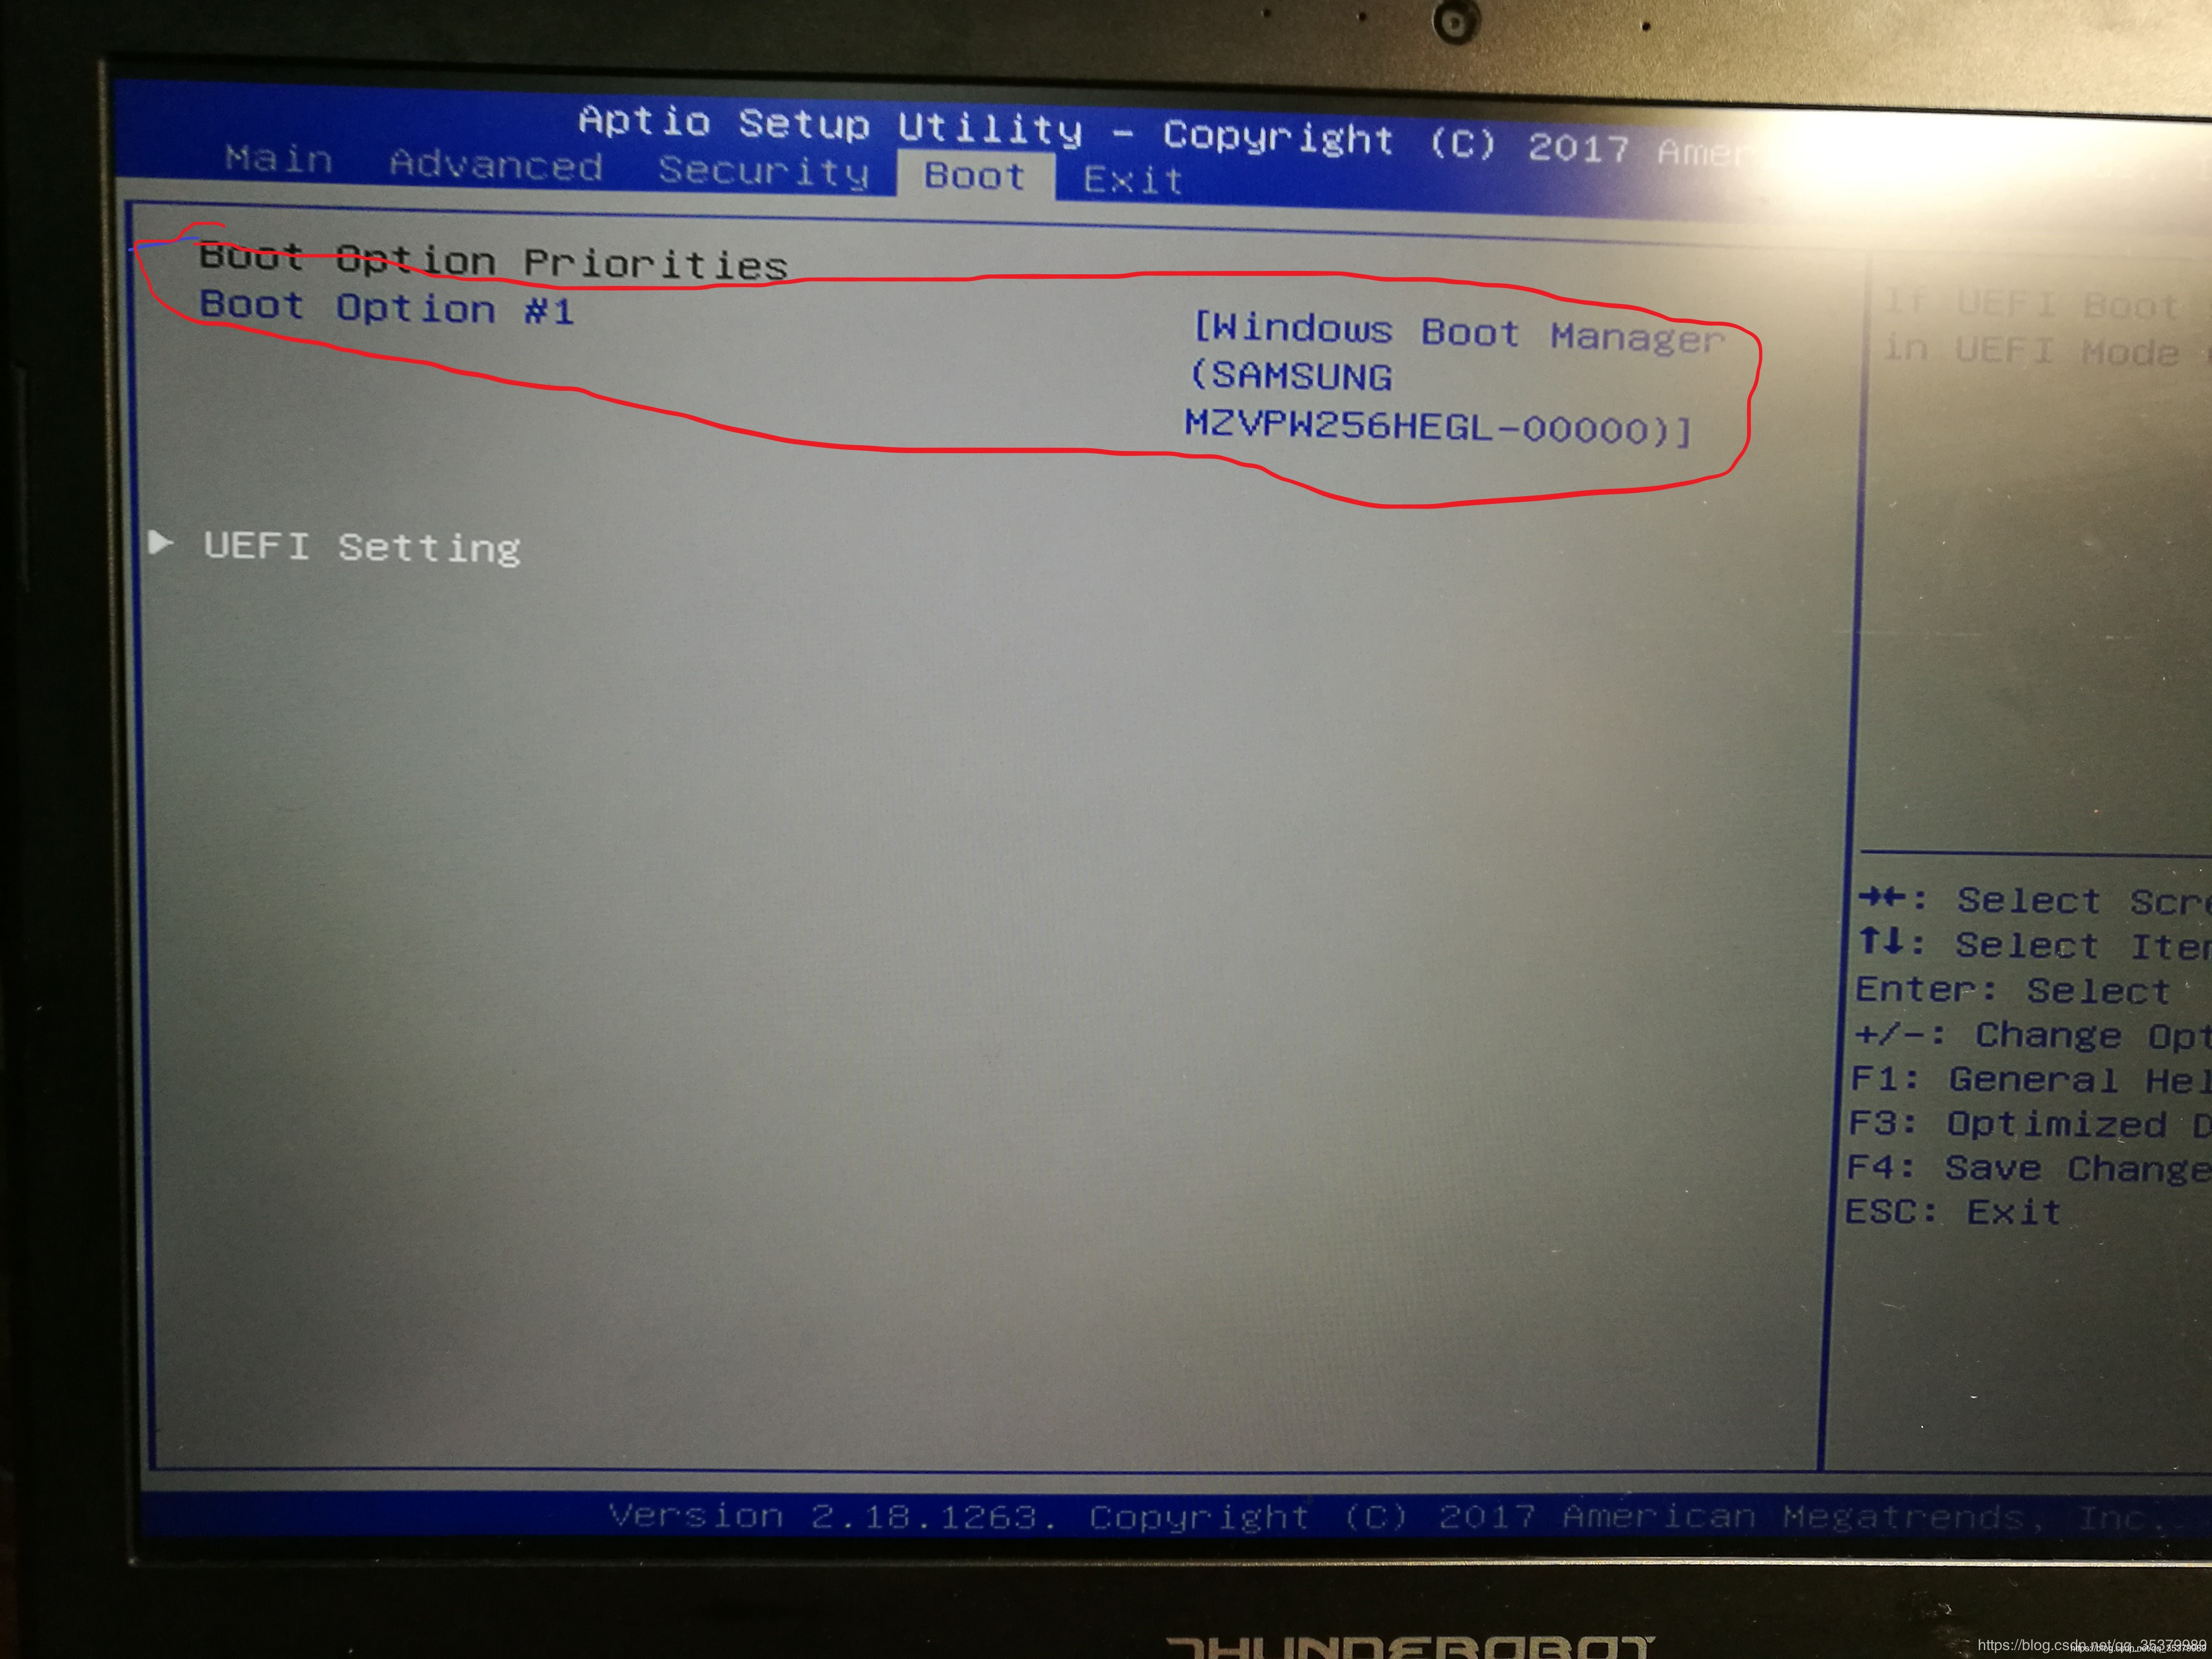 Aptio Setup Utility - Copyright (C) 2017 Amer
Main Advanced Security Boot Exit
Boot Option Priorities
Boot Option #1 [Windows Boot Manager
(SAMSUNG
MZVPW256HEGL-00000)]
UEFI Setting
If UEFI Boot
in UEFI Mode
→←: Select Scre
↑↓: Select Item
Enter: Select
+/-: Change Opt
F1: General Hel
F3: Optimized D
F4: Save Change
ESC: Exit
Version 2.18.1263. Copyright (C) 2017 American Megatrends, Inc.
THUNDEROBOT
https://blog.csdn.net/qq_35379989